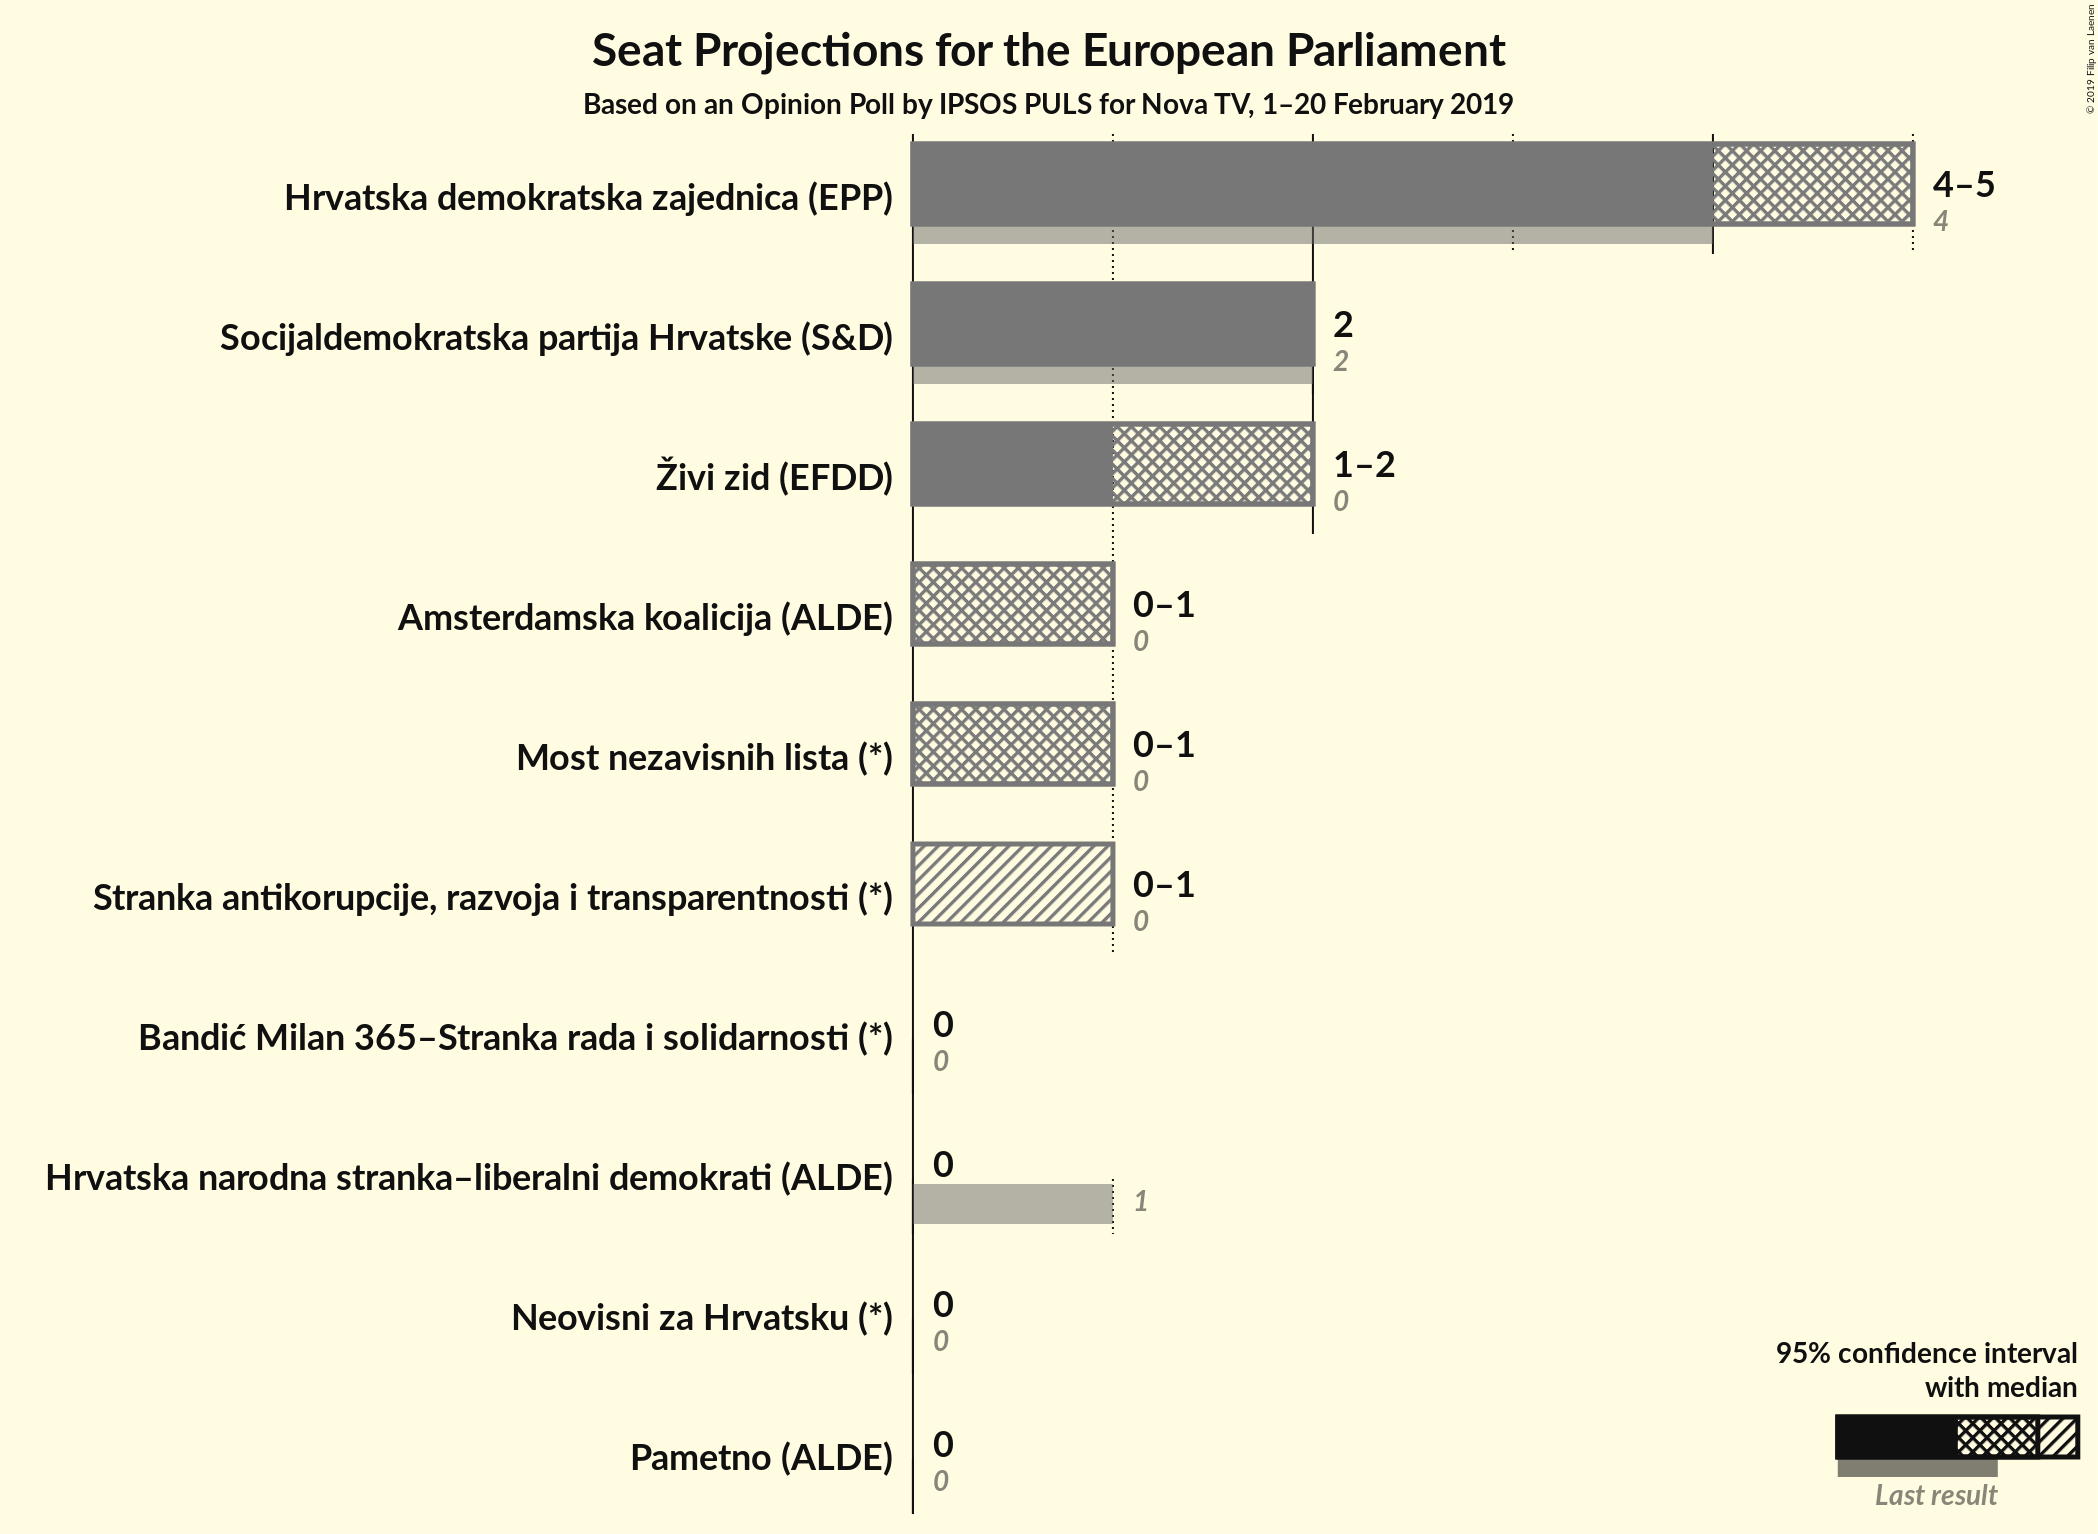 Seat Projections for the European Parliament
Based on an Opinion Poll by IPSOS PULS for Nova TV, 1–20 February 2019
© 2019 Filip van Laenen
Hrvatska demokratska zajednica (EPP)
4–5
4
Socijaldemokratska partija Hrvatske (S&D)
2
2
Živi zid (EFDD)
1–2
0
Amsterdamska koalicija (ALDE)
0–1
0
Most nezavisnih lista (*)
0–1
0
Stranka antikorupcije, razvoja i transparentnosti (*)
0–1
0
Bandić Milan 365–Stranka rada i solidarnosti (*)
0
0
Hrvatska narodna stranka–liberalni demokrati (ALDE)
0
1
Neovisni za Hrvatsku (*)
0
0
Pametno (ALDE)
0
0
95% confidence interval
with median
Last result